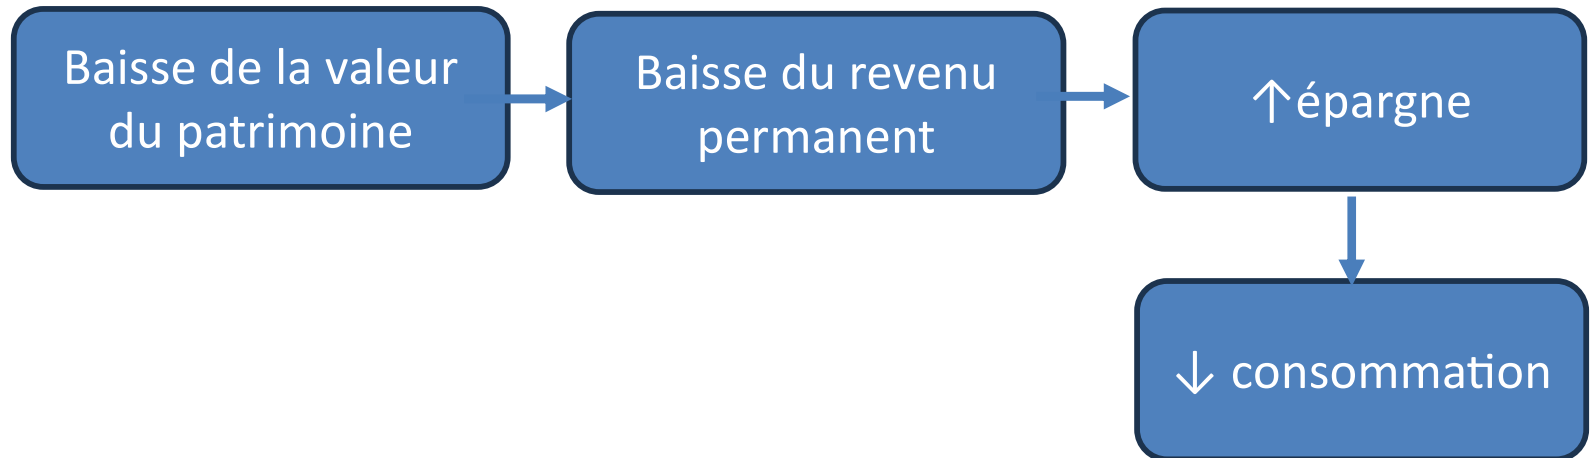 Baisse de la valeur
du patrimoine
Baisse du revenu
permanent
↑épargne
↓ consommation